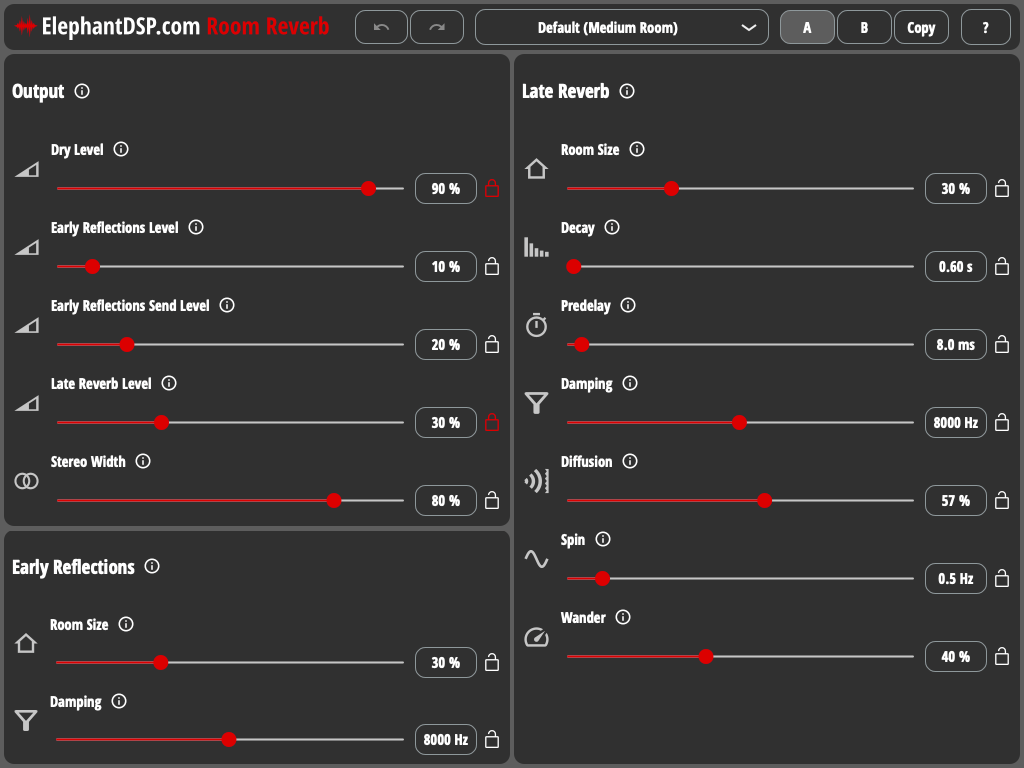 ElephantDSP.com Room Reverb
Default (Medium Room)
A
B
Copy
?
Output
Dry Level
90 %
Early Reflections Level
10 %
Early Reflections Send Level
20 %
Late Reverb Level
30 %
Stereo Width
80 %
Early Reflections
Room Size
30 %
Damping
8000 Hz
Late Reverb
Room Size
30 %
Decay
0.60 s
Predelay
8.0 ms
Damping
8000 Hz
Diffusion
57 %
Spin
0.5 Hz
Wander
40 %